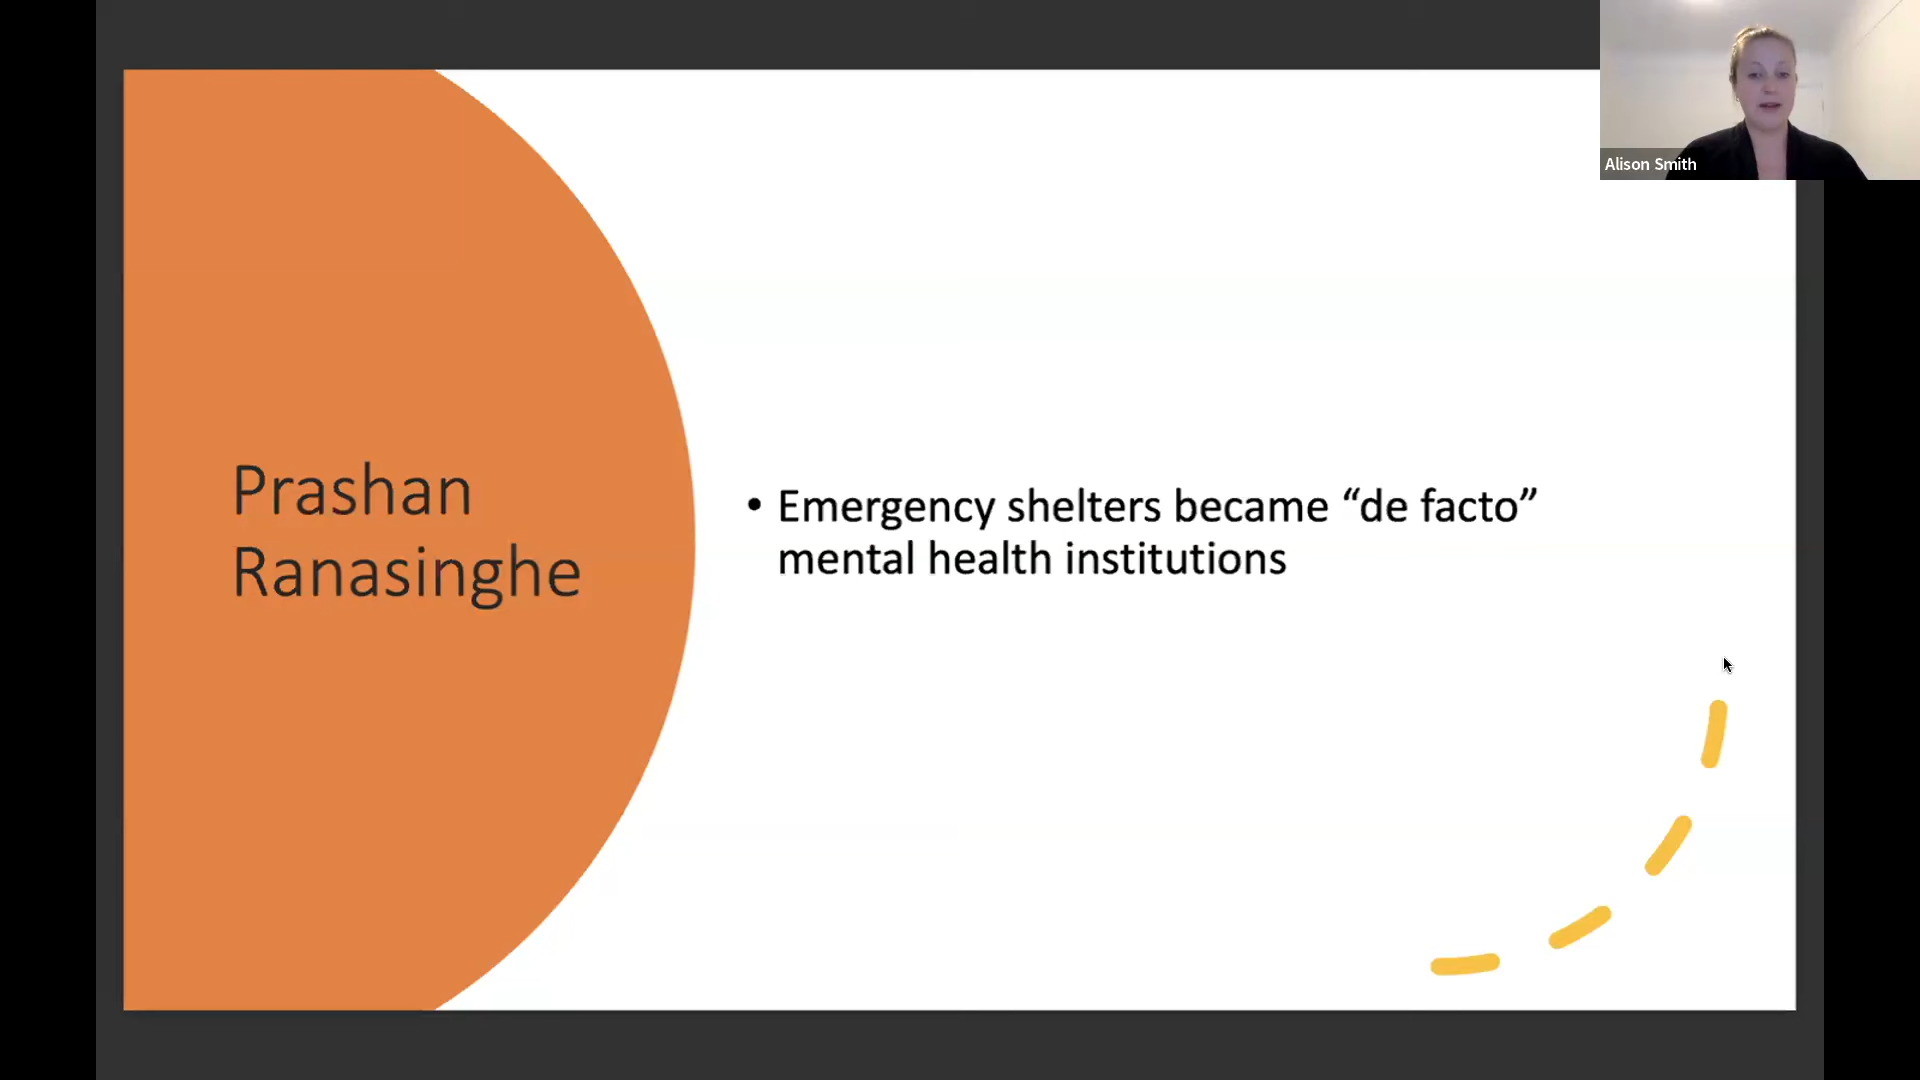 Alison Smith
Prashan
Ranasinghe
• Emergency shelters became “de facto”
mental health institutions